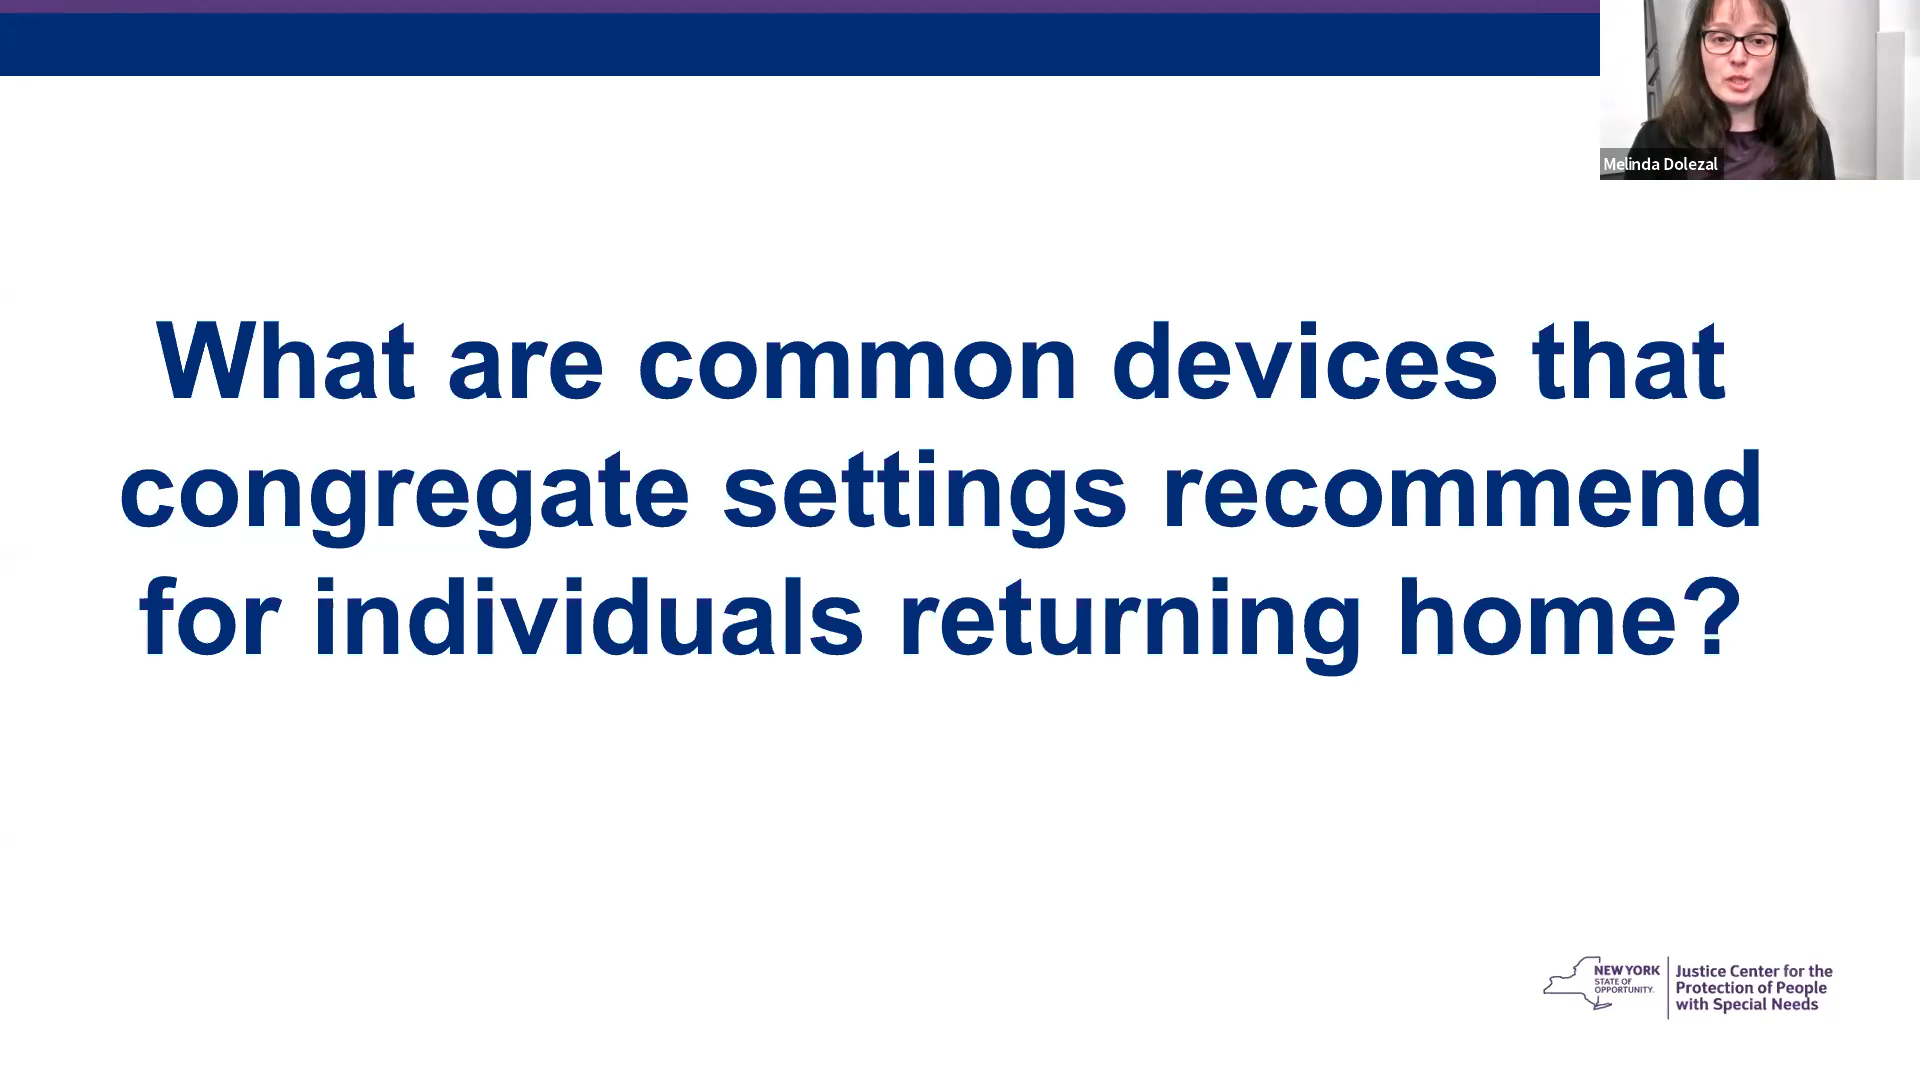 Melinda Dolezal
What are common devices that
congregate settings recommend
for individuals returning home?
NEW YORK
STATE OF
OPPORTUNITY.
Justice Center for the
Protection of People
with Special Needs